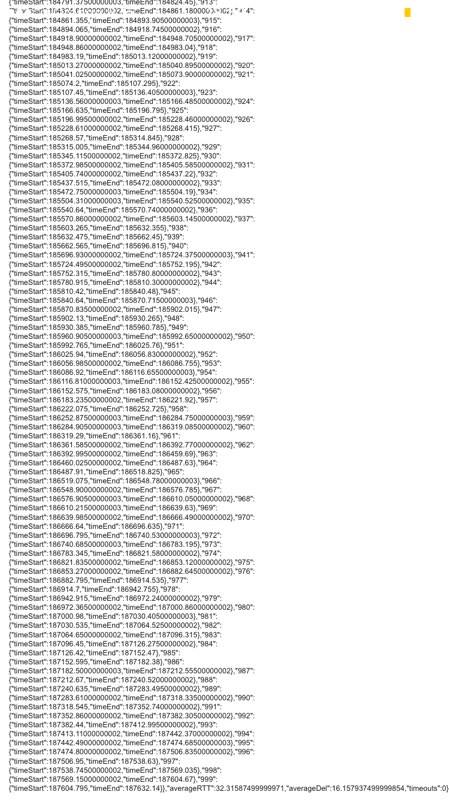 {"timeStart":184791.37500000003,"timeEnd":184824.45},"913":
"timeEnd":184861.18000000002},"914":
{"timeStart":184861.355,"timeEnd":184893.90500000003},"915":
{"timeStart":184894.065,"timeEnd":184918.74500000002},"916":
{"timeStart":184918.90000000002,"timeEnd":184948.70500000002},"917":
{"timeStart":184948.86000000002,"timeEnd":184983.04},"918":
{"timeStart":184983.19,"timeEnd":185013.12000000002},"919":
{"timeStart":185013.27000000002,"timeEnd":185040.89500000002},"920":
{"timeStart":185041.02500000002,"timeEnd":185073.90000000002},"921":
{"timeStart":185074.2,"timeEnd":185107.295},"922":
{"timeStart":185107.45,"timeEnd":185136.40500000003},"923":
{"timeStart":185136.56000000003,"timeEnd":185166.48500000002},"924":
{"timeStart":185166.635,"timeEnd":185196.795},"925":
{"timeStart":185196.99500000002,"timeEnd":185228.46000000002},"926":
{"timeStart":185228.61000000002,"timeEnd":185268.415},"927":
{"timeStart":185268.57,"timeEnd":185314.845},"928":
{"timeStart":185315.005,"timeEnd":185344.96000000002},"929":
{"timeStart":185345.11500000002,"timeEnd":185372.825},"930":
{"timeStart":185372.98500000002,"timeEnd":185405.58500000002},"931":
{"timeStart":185405.74000000002,"timeEnd":185437.22},"932":
{"timeStart":185437.515,"timeEnd":185472.08000000002},"933":
{"timeStart":185472.75000000003,"timeEnd":185504.19},"934":
{"timeStart":185504.31000000003,"timeEnd":185540.52500000002},"935":
{"timeStart":185540.64,"timeEnd":185570.74000000002},"936":
{"timeStart":185570.86000000002,"timeEnd":185603.14500000002},"937":
{"timeStart":185603.265,"timeEnd":185632.355},"938":
{"timeStart":185632.475,"timeEnd":185662.45},"939":
{"timeStart":185662.565,"timeEnd":185696.815},"940":
{"timeStart":185696.93000000002,"timeEnd":185724.37500000003},"941":
{"timeStart":185724.49500000002,"timeEnd":185752.195},"942":
{"timeStart":185752.315,"timeEnd":185780.80000000002},"943":
{"timeStart":185780.915,"timeEnd":185810.30000000002},"944":
{"timeStart":185810.42,"timeEnd":185840.48},"945":
{"timeStart":185840.64,"timeEnd":185870.71500000003},"946":
{"timeStart":185870.83500000002,"timeEnd":185902.015},"947":
{"timeStart":185902.13,"timeEnd":185930.265},"948":
{"timeStart":185930.385,"timeEnd":185960.785},"949":
{"timeStart":185960.90500000003,"timeEnd":185992.65000000002},"950":
{"timeStart":185992.765,"timeEnd":186025.76},"951":
{"timeStart":186025.94,"timeEnd":186056.83000000002},"952":
{"timeStart":186056.98500000002,"timeEnd":186086.755},"953":
{"timeStart":186086.92,"timeEnd":186116.65500000003},"954":
{"timeStart":186116.81000000003,"timeEnd":186152.42500000002},"955":
{"timeStart":186152.575,"timeEnd":186183.08000000002},"956":
{"timeStart":186183.23500000002,"timeEnd":186221.92},"957":
{"timeStart":186222.075,"timeEnd":186252.725},"958":
{"timeStart":186252.87500000003,"timeEnd":186284.75000000003},"959":
{"timeStart":186284.90500000003,"timeEnd":186319.08500000002},"960":
{"timeStart":186319.29,"timeEnd":186361.16},"961":
{"timeStart":186361.58500000002,"timeEnd":186392.77000000002},"962":
{"timeStart":186392.99500000002,"timeEnd":186459.69},"963":
{"timeStart":186460.02500000002,"timeEnd":186487.63},"964":
{"timeStart":186487.91,"timeEnd":186518.825},"965":
{"timeStart":186519.075,"timeEnd":186548.78000000003},"966":
{"timeStart":186548.90000000002,"timeEnd":186576.785},"967":
{"timeStart":186576.90500000003,"timeEnd":186610.05000000002},"968":
{"timeStart":186610.21500000003,"timeEnd":186639.63},"969":
{"timeStart":186639.98500000002,"timeEnd":186666.49000000002},"970":
{"timeStart":186666.64,"timeEnd":186696.635},"971":
{"timeStart":186696.795,"timeEnd":186740.53000000003},"972":
{"timeStart":186740.68500000003,"timeEnd":186783.195},"973":
{"timeStart":186783.345,"timeEnd":186821.58000000002},"974":
{"timeStart":186821.83500000002,"timeEnd":186853.12000000002},"975":
{"timeStart":186853.27000000002,"timeEnd":186882.64500000002},"976":
{"timeStart":186882.795,"timeEnd":186914.535},"977":
{"timeStart":186914.7,"timeEnd":186942.755},"978":
{"timeStart":186942.915,"timeEnd":186972.24000000002},"979":
{"timeStart":186972.36500000002,"timeEnd":187000.86000000002},"980":
{"timeStart":187000.98,"timeEnd":187030.40500000003},"981":
{"timeStart":187030.535,"timeEnd":187064.52500000002},"982":
{"timeStart":187064.65000000002,"timeEnd":187096.315},"983":
{"timeStart":187096.45,"timeEnd":187126.27500000002},"984":
{"timeStart":187126.42,"timeEnd":187152.47},"985":
{"timeStart":187152.595,"timeEnd":187182.38},"986":
{"timeStart":187182.50000000003,"timeEnd":187212.55500000002},"987":
{"timeStart":187212.67,"timeEnd":187240.52000000002},"988":
{"timeStart":187240.635,"timeEnd":187283.49500000002},"989":
{"timeStart":187283.61000000002,"timeEnd":187318.33500000002},"990":
{"timeStart":187318.545,"timeEnd":187352.74000000002},"991":
{"timeStart":187352.86000000002,"timeEnd":187382.30500000002},"992":
{"timeStart":187382.44,"timeEnd":187412.99500000002},"993":
{"timeStart":187413.11000000002,"timeEnd":187442.37000000002},"994":
{"timeStart":187442.49000000002,"timeEnd":187474.68500000003},"995":
{"timeStart":187474.80000000002,"timeEnd":187506.83500000002},"996":
{"timeStart":187506.95,"timeEnd":187538.63},"997":
{"timeStart":187538.74500000002,"timeEnd":187569.035},"998":
{"timeStart":187569.15000000002,"timeEnd":187604.67},"999":
{"timeStart":187604.795,"timeEnd":187632.14}},"averageRTT":32.31587499999971,"averageDel":16.157937499999854,"timeouts":0}